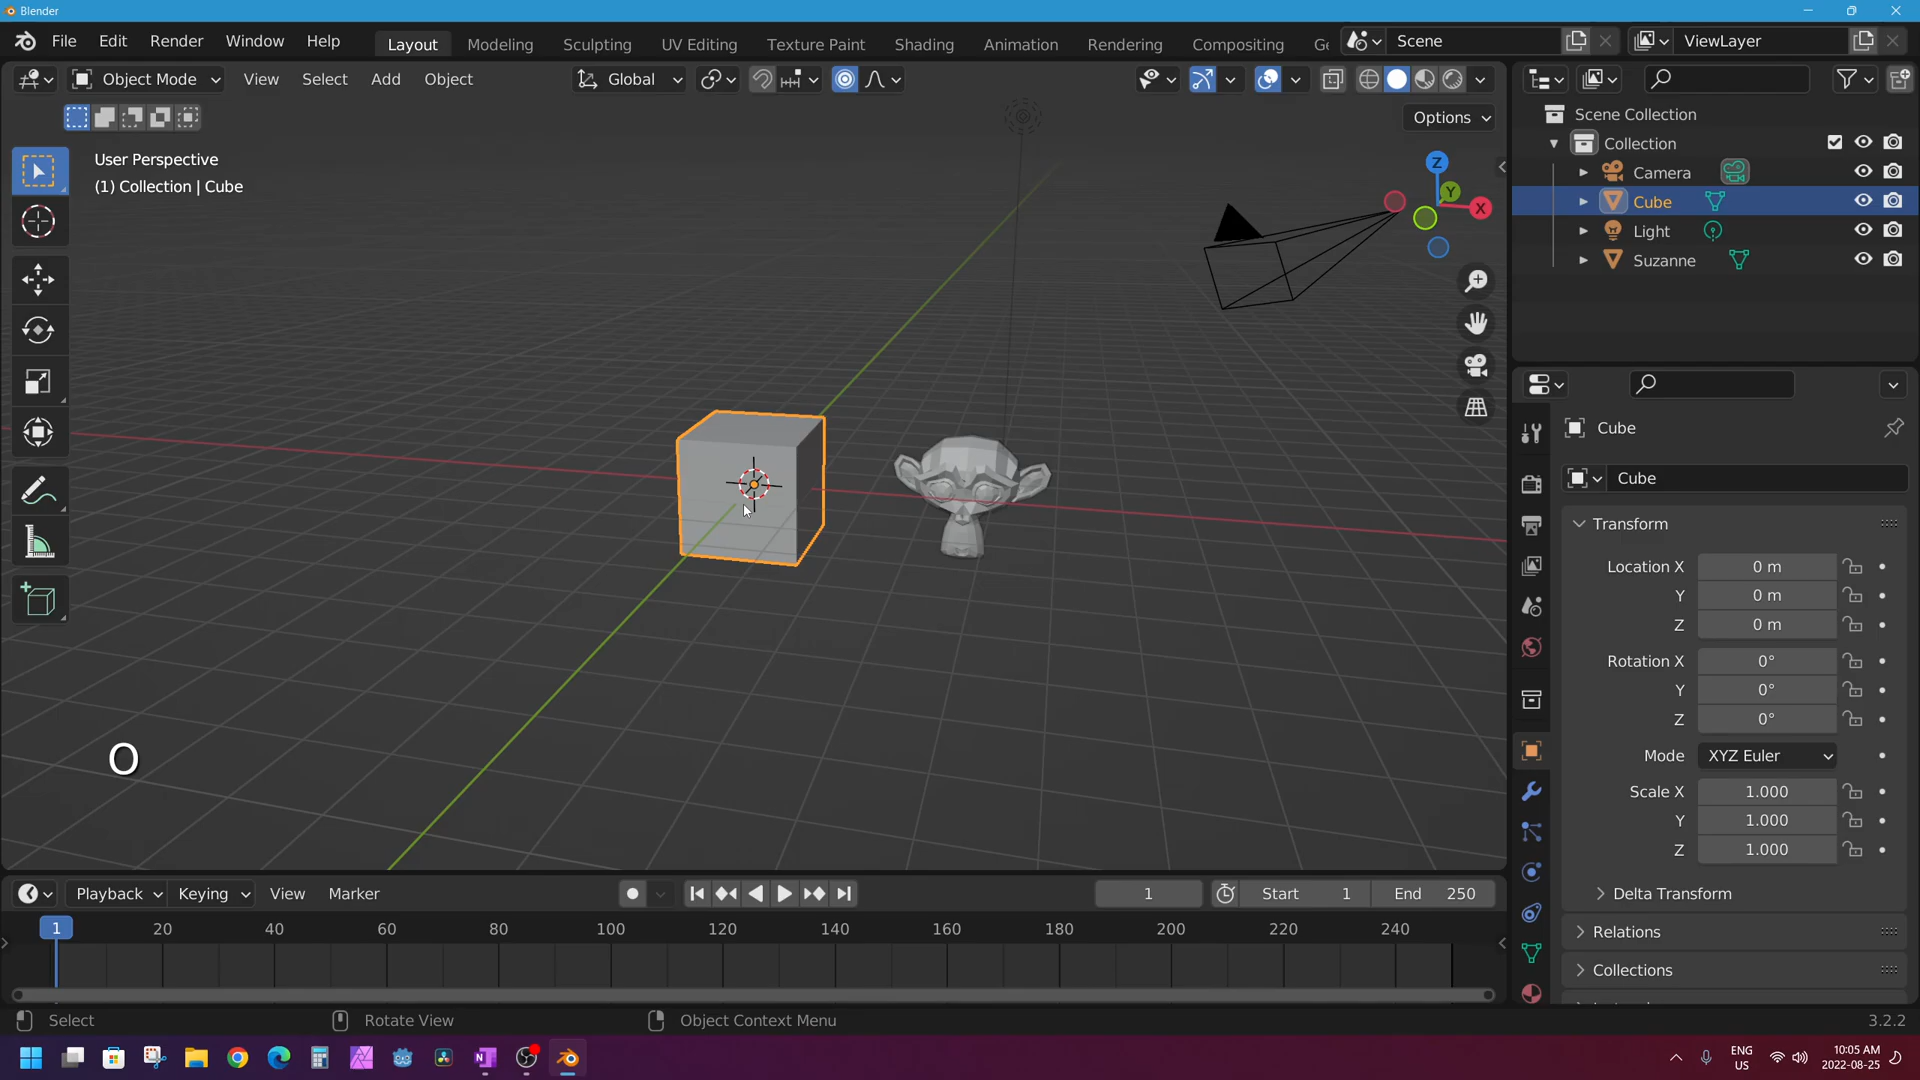 Blender
File Edit Render Window Help Layout Modeling Sculpting UV Editing Texture Paint Shading Animation Rendering Compositing Ge Scene ViewLayer
Object Mode View Select Add Object Global
Options
User Perspective
(1) Collection | Cube
Z
Y
X
O
Scene Collection
Collection
Camera
Cube
Light
Suzanne
Cube
Cube
Transform
Location X 0 m
Y 0 m
Z 0 m
Rotation X 0°
Y 0°
Z 0°
Mode XYZ Euler
Scale X 1.000
Y 1.000
Z 1.000
Delta Transform
Relations
Collections
Playback Keying View Marker 1 Start 1 End 250
1 20 40 60 80 100 120 140 160 180 200 220 240
Select Rotate View Object Context Menu 3.2.2
ENG
US
10:05 AM
2022-08-25